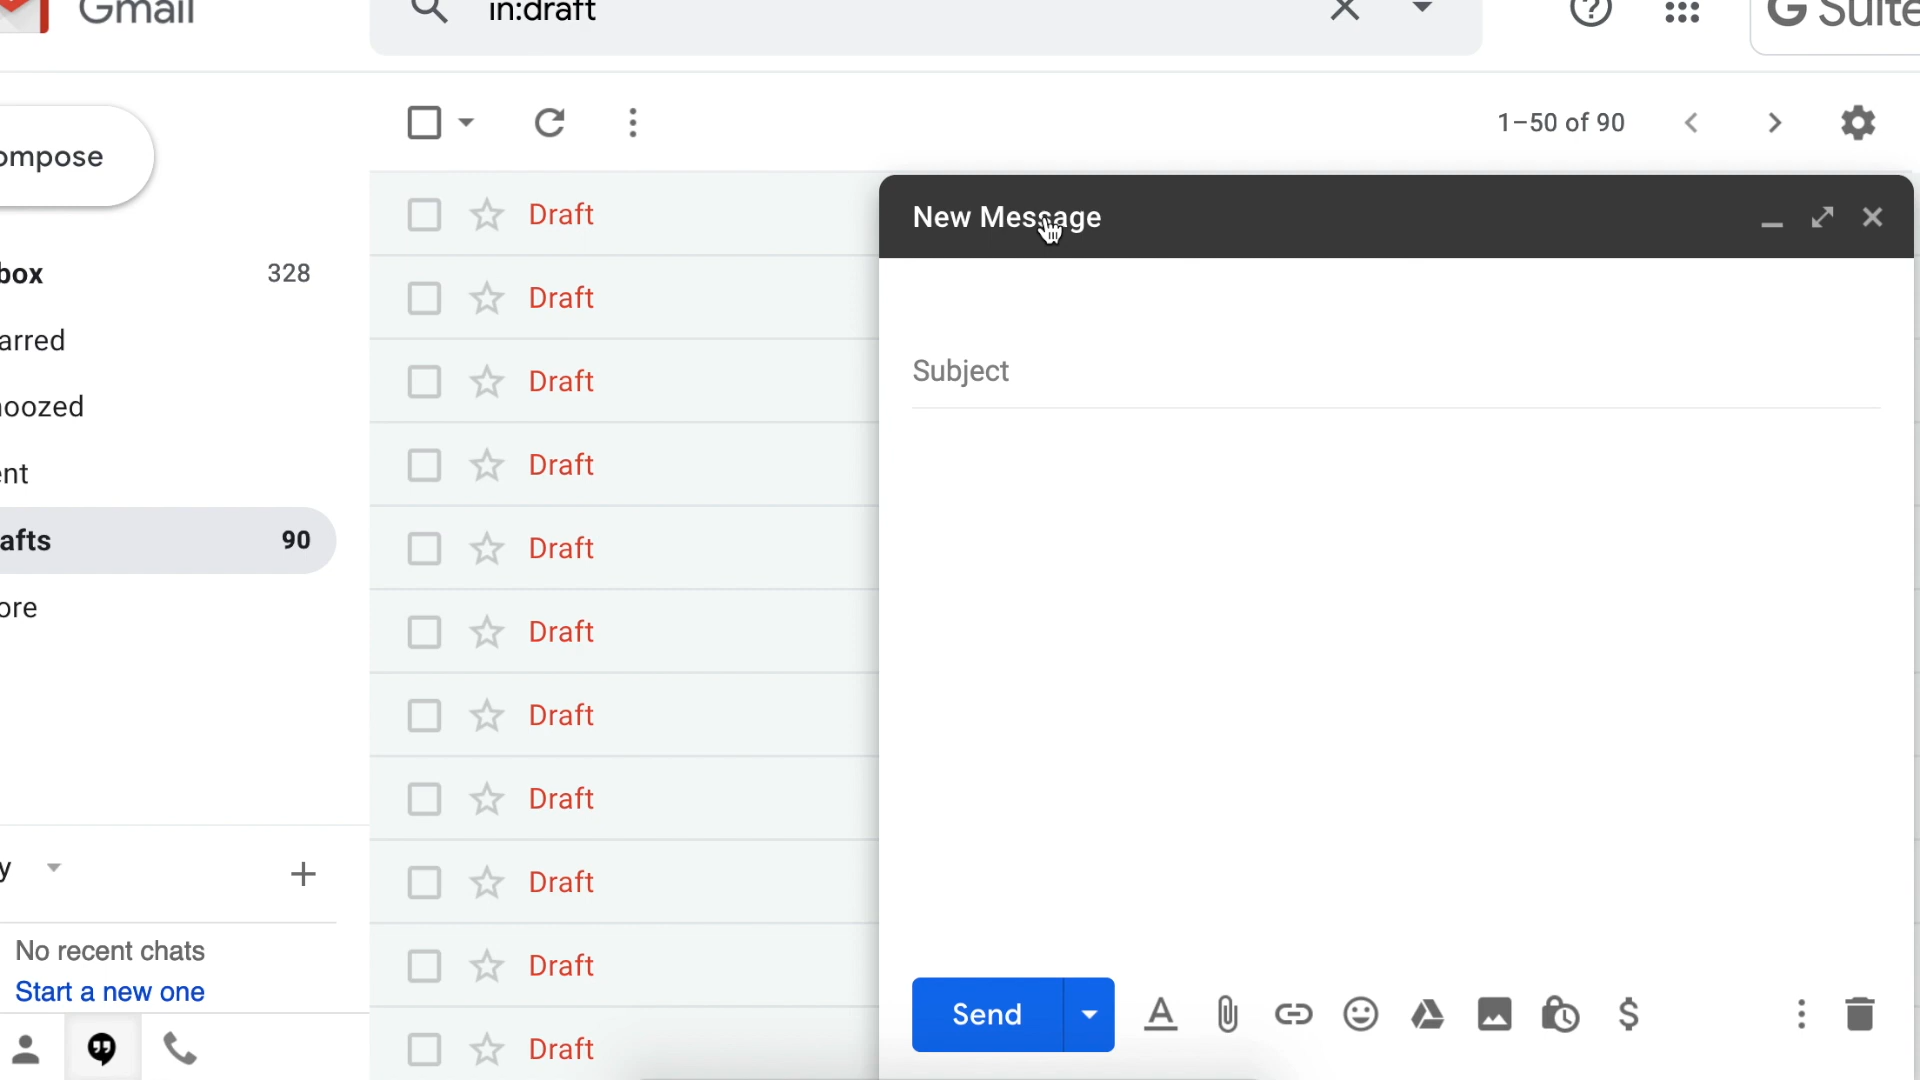 Gmail
in:draft
G Suite
ompose
1–50 of 90
Draft
New Message
box 328
Draft
arred
Subject
Draft
noozed
Draft
ent
afts 90
Draft
ore
Draft
Draft
Draft
y
Draft
No recent chats
Draft
Start a new one
Send
Draft